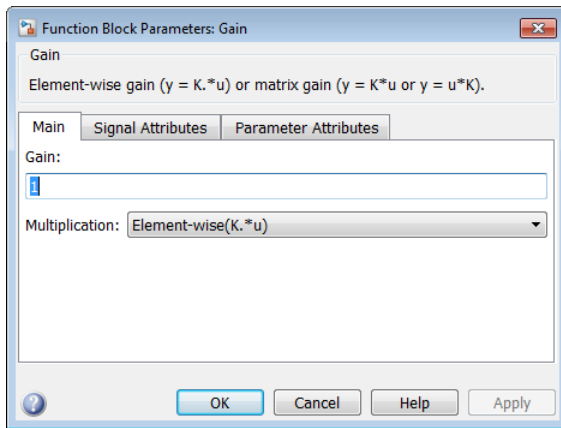 Function Block Parameters: Gain
Gain
Element-wise gain (y = K.*u) or matrix gain (y = K*u or y = u*K).
Main Signal Attributes Parameter Attributes
Gain:
1
Multiplication: Element-wise(K.*u)
? OK Cancel Help Apply